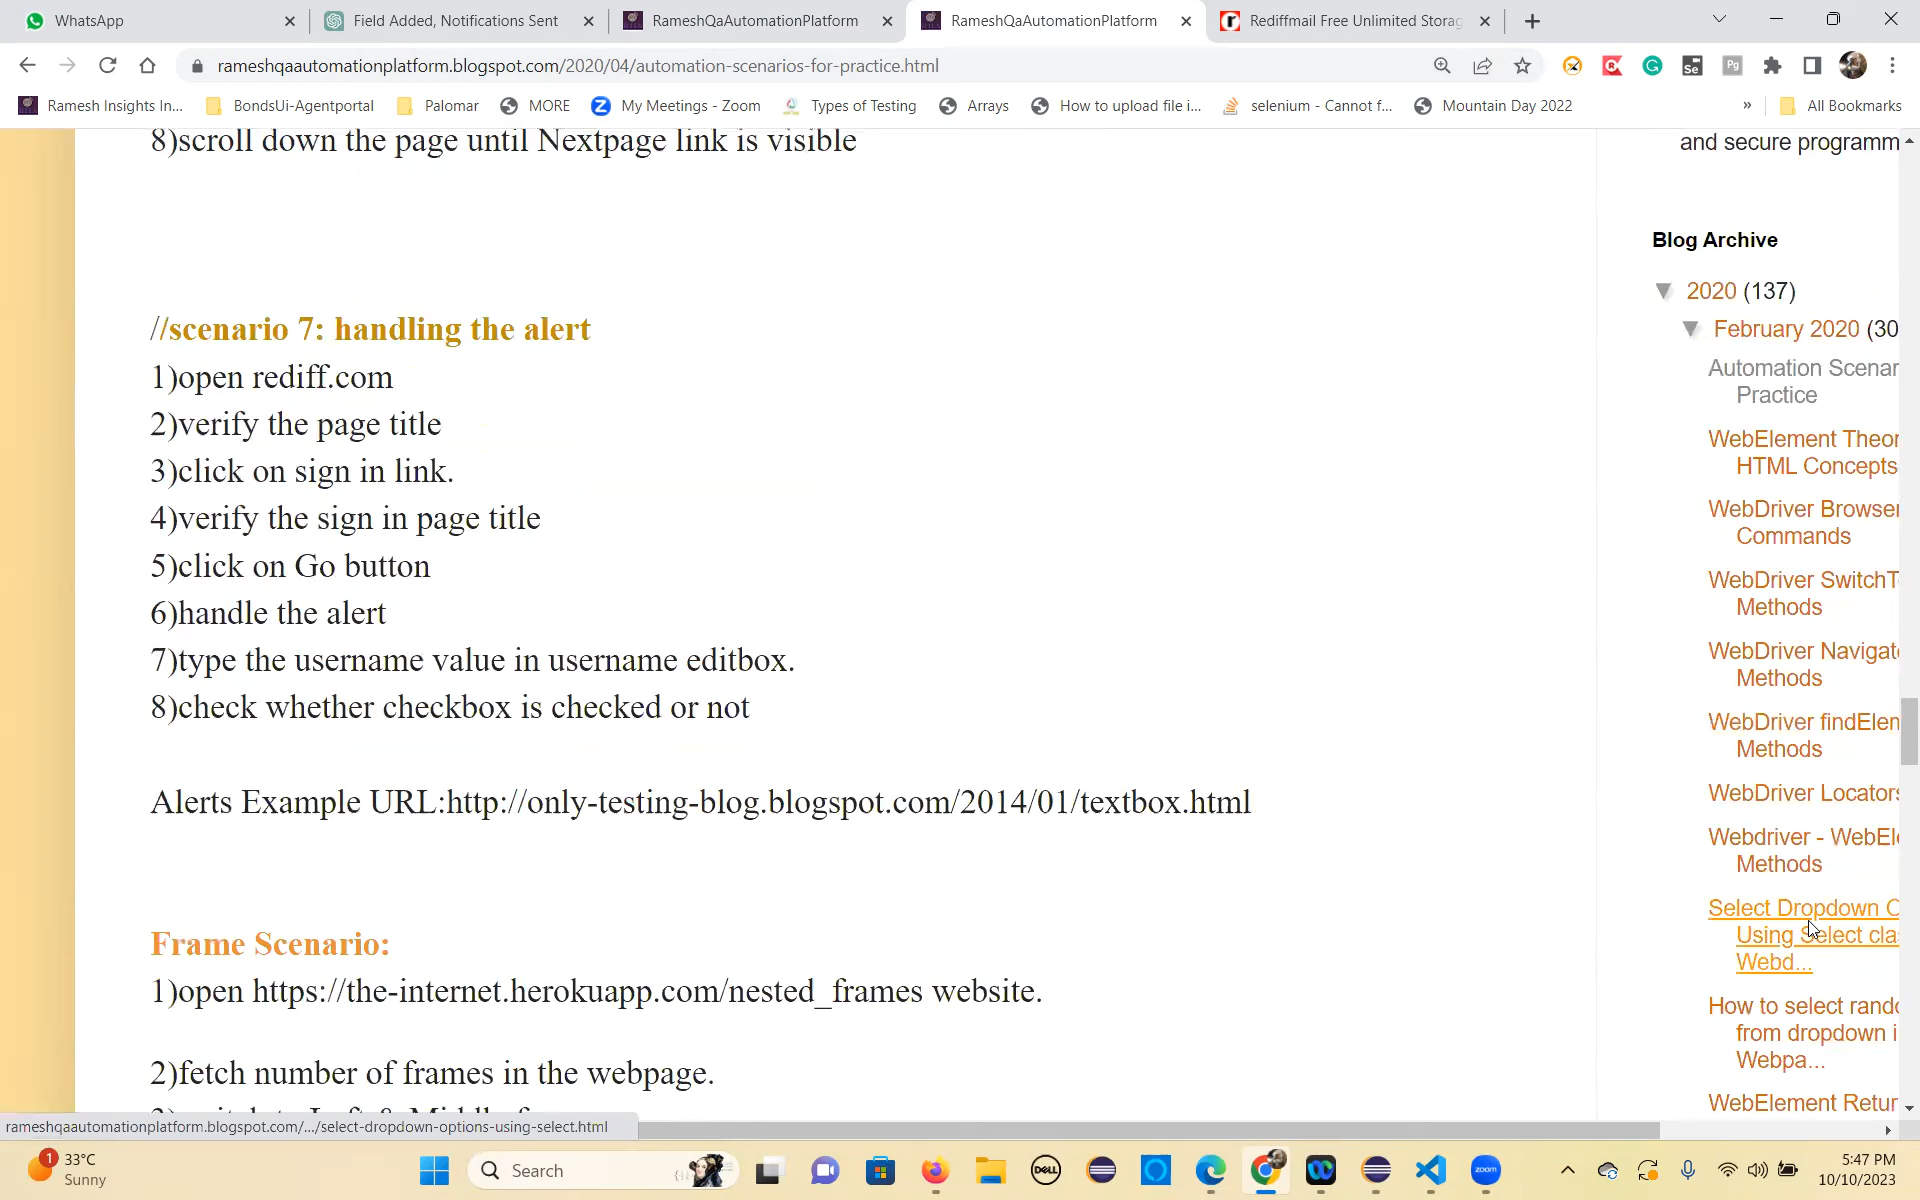 WhatsApp
Field Added, Notifications Sent
RameshQaAutomationPlatform
RameshQaAutomationPlatform
Rediffmail Free Unlimited Storag
rameshqaautomationplatform.blogspot.com/2020/04/automation-scenarios-for-practice.html
Ramesh Insights In...
BondsUi-Agentportal
Palomar
MORE
My Meetings - Zoom
Types of Testing
Arrays
How to upload file i...
selenium - Cannot f...
Mountain Day 2022
»
All Bookmarks
8)scroll down the page until Nextpage link is visible
//scenario 7: handling the alert
1)open rediff.com
2)verify the page title
3)click on sign in link.
4)verify the sign in page title
5)click on Go button
6)handle the alert
7)type the username value in username editbox.
8)check whether checkbox is checked or not
Alerts Example URL:http://only-testing-blog.blogspot.com/2014/01/textbox.html
Frame Scenario:
1)open https://the-internet.herokuapp.com/nested_frames website.
2)fetch number of frames in the webpage.
and secure programm
Blog Archive
▼ 2020 (137)
▼ February 2020 (30
Automation Scenar
Practice
WebElement Theor
HTML Concepts
WebDriver Browser
Commands
WebDriver SwitchT
Methods
WebDriver Navigat
Methods
WebDriver findElem
Methods
WebDriver Locators
Webdriver - WebEle
Methods
Select Dropdown O
Using Select cla
Webd...
How to select rando
from dropdown i
Webpa...
WebElement Retur
rameshqaautomationplatform.blogspot.com/.../select-dropdown-options-using-select.html
1
33°C
Sunny
Search
DELL
zoom
5:47 PM
10/10/2023